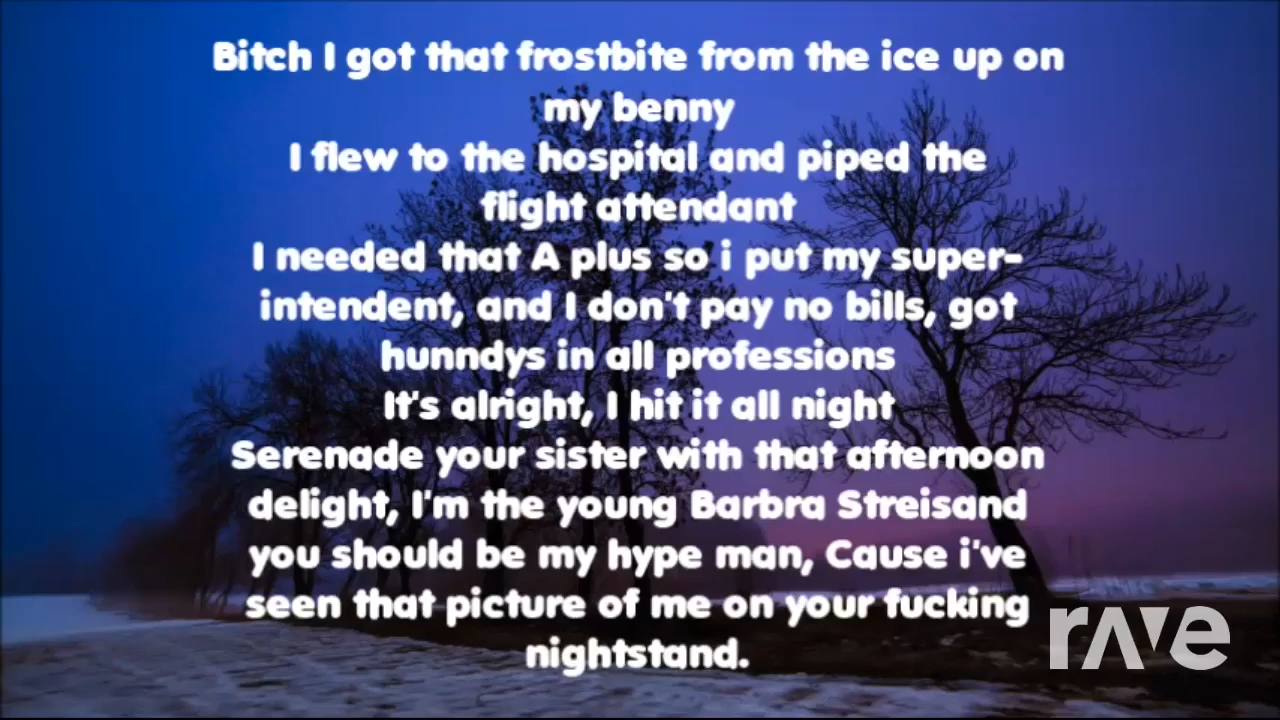 Bitch I got that frostbite from the ice up on
my benny
I flew to the hospital and piped the
flight attendant
I needed that A plus so i put my super-
intendent, and I don't pay no bills, got
hunndys in all professions
It's alright, I hit it all night
Serenade your sister with that afternoon
delight, I'm the young Barbra Streisand
you should be my hype man, Cause i've
seen that picture of me on your fucking
nightstand.
rave